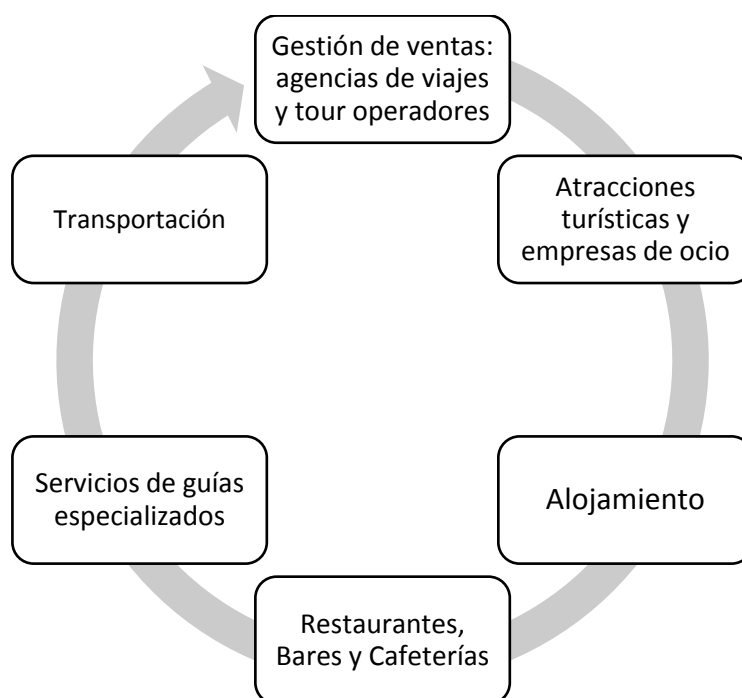 Gestión de ventas:
agencias de viajes
y tour operadores
Atracciones
turísticas y
empresas de ocio
Alojamiento
Restaurantes,
Bares y Cafeterías
Servicios de guías
especializados
Transportación